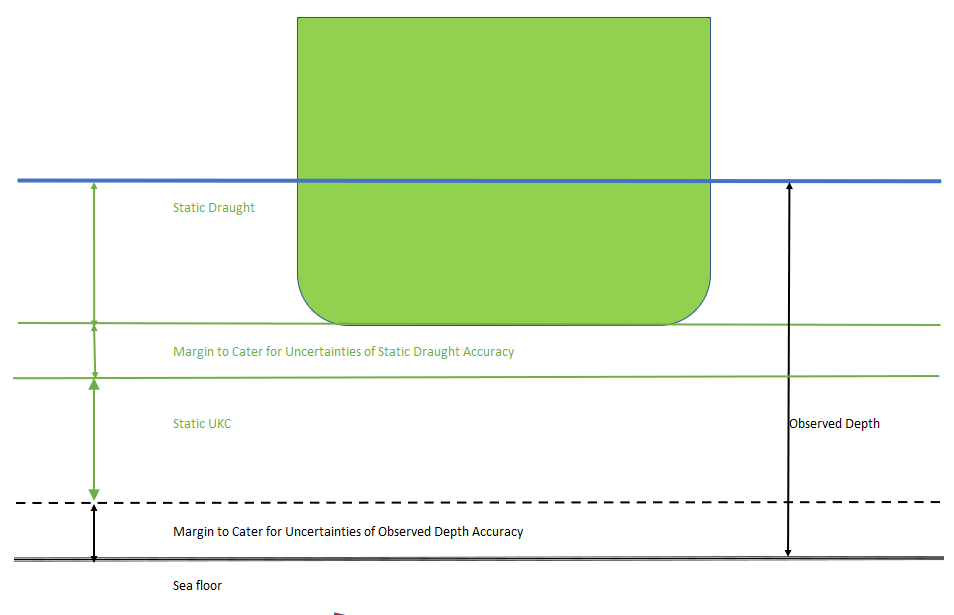 Static Draught
Margin to Cater for Uncertainties of Static Draught Accuracy
Static UKC
Observed Depth
Margin to Cater for Uncertainties of Observed Depth Accuracy
Sea floor